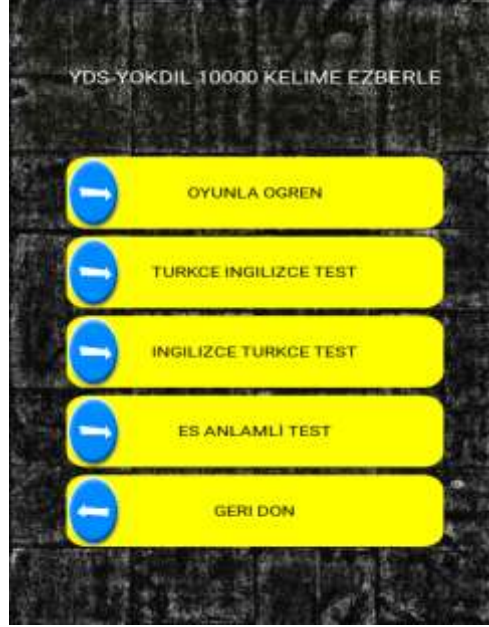 YDS-YOKDIL 10000 KELIME EZBERLE
OYUNLA OGREN
TURKCE INGILIZCE TEST
INGILIZCE TURKCE TEST
ES ANLAMLİ TEST
GERI DON